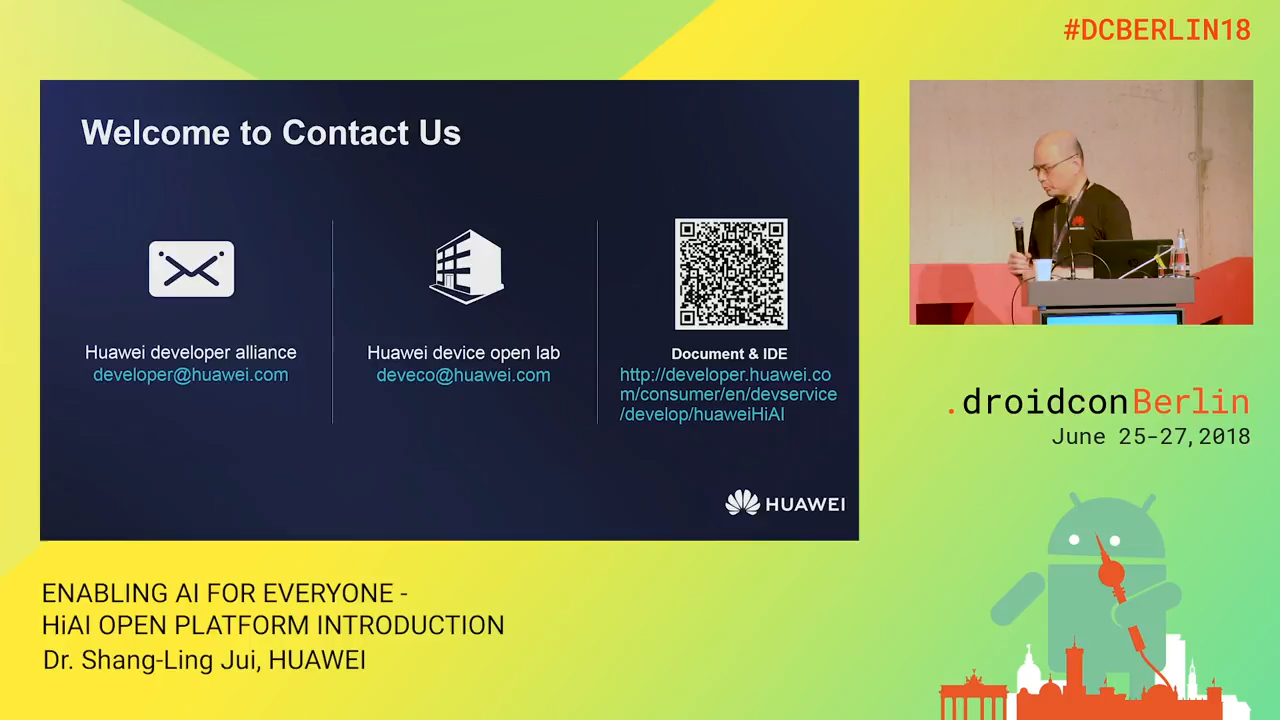 #DCBERLIN18
Welcome to Contact Us
Huawei developer alliance
developer@huawei.com
Huawei device open lab
deveco@huawei.com
Document & IDE
http://developer.huawei.co
m/consumer/en/devservice
/develop/huaweiHiAI
HUAWEI
.droidconBerlin
June 25-27, 2018
ENABLING AI FOR EVERYONE -
HiAI OPEN PLATFORM INTRODUCTION
Dr. Shang-Ling Jui, HUAWEI